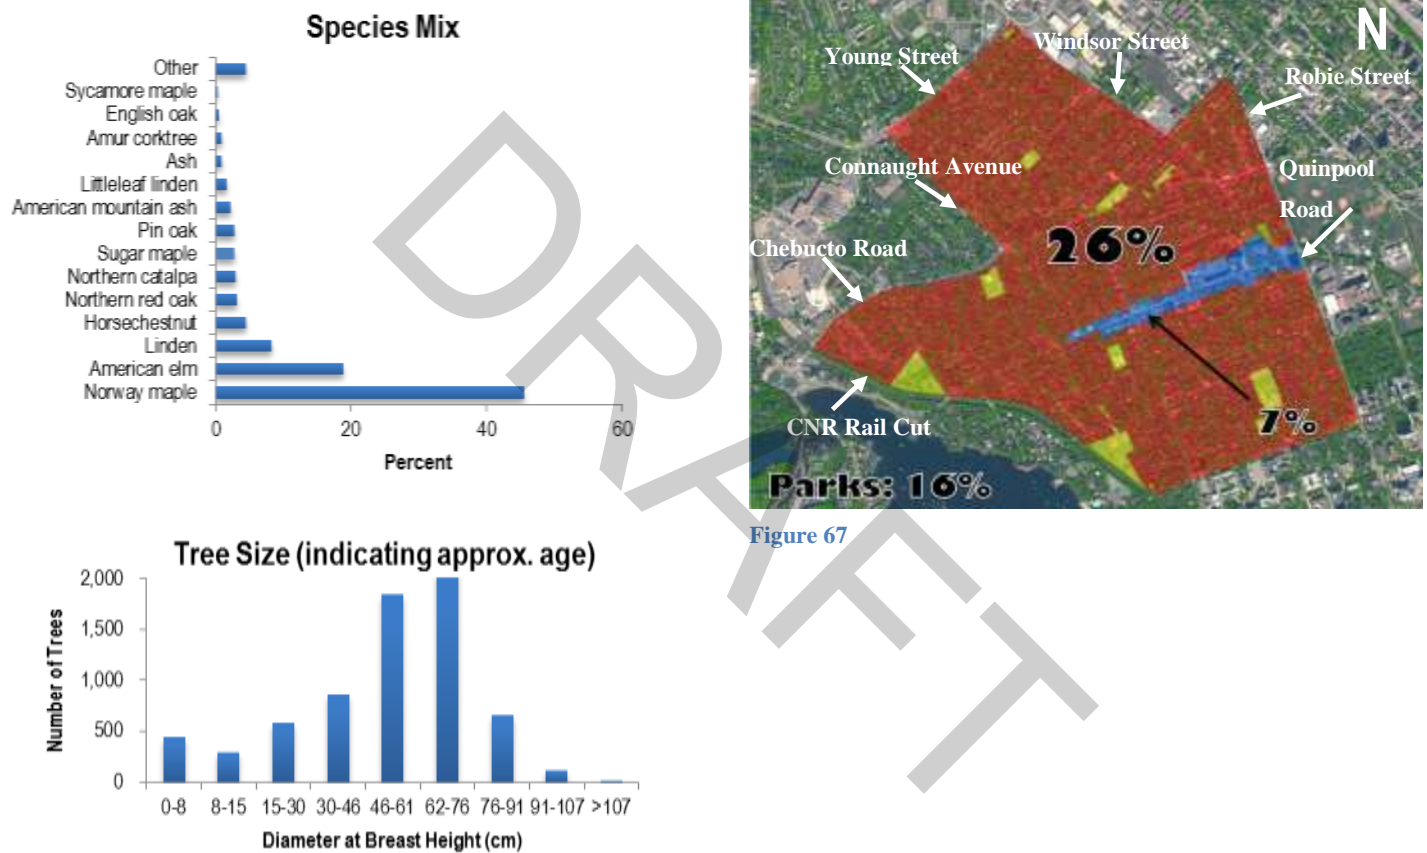 Species Mix
Other
Sycamore maple
English oak
Amur corktree
Ash
Littleleaf linden
American mountain ash
Pin oak
Sugar maple
Northern catalpa
Northern red oak
Horsechestnut
Linden
American elm
Norway maple
0 20 40 60
Percent
N
Young Street
Windsor Street
Robie Street
Connaught Avenue
Quinpool
Road
Chebucto Road
26%
CNR Rail Cut
7%
Parks: 16%
Figure 67
Tree Size (indicating approx. age)
2,000
1,500
1,000
500
0
Number of Trees
0-8 8-15 15-30 30-46 46-61 62-76 76-91 91-107 >107
Diameter at Breast Height (cm)
DRAFT